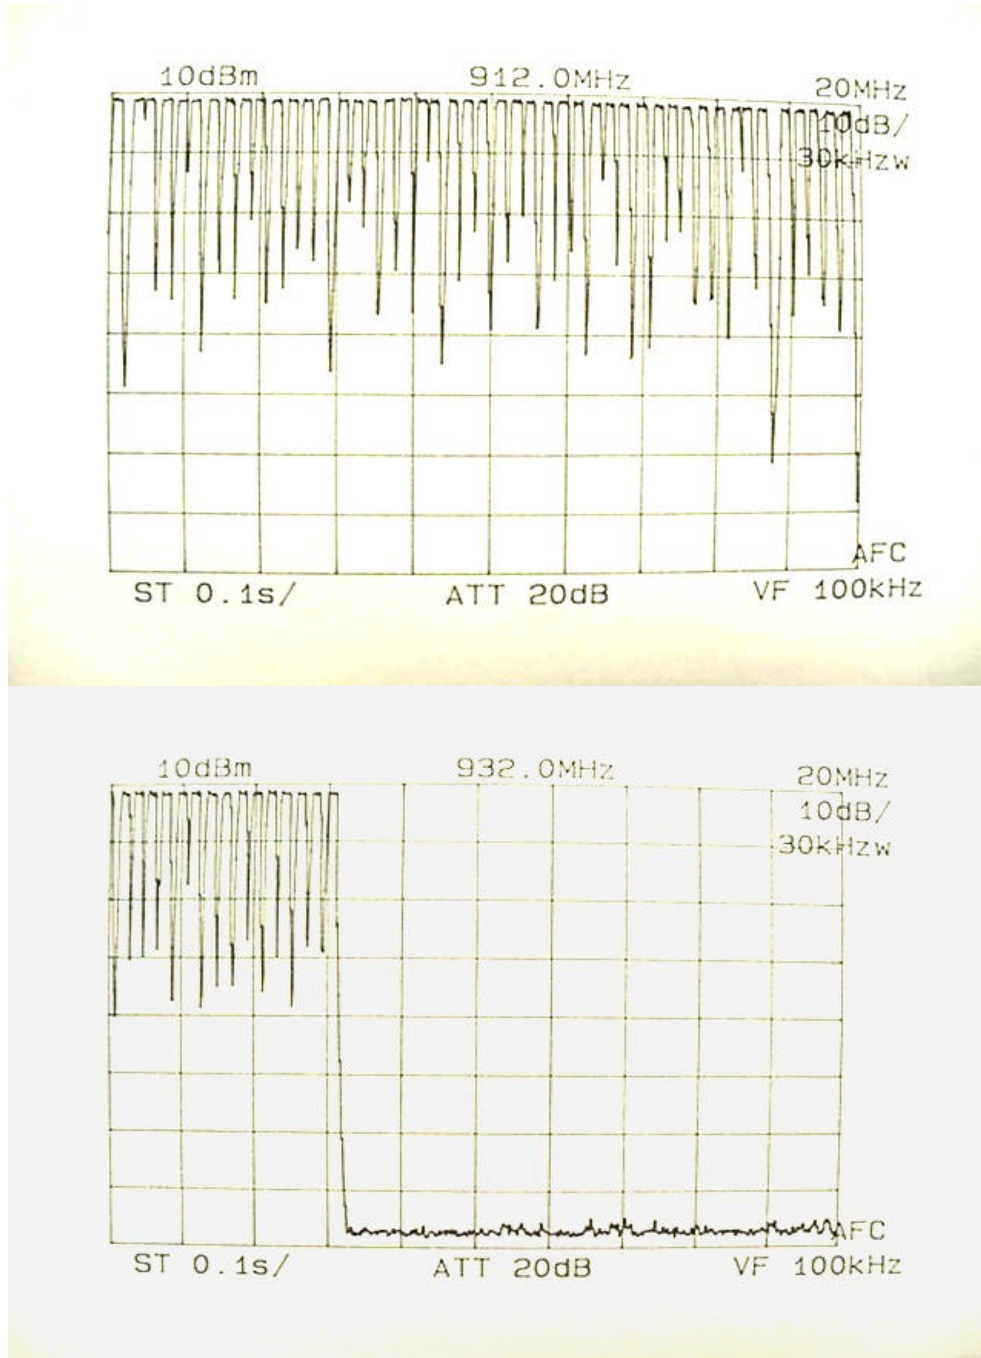 10dBm 912.0MHz 20MHz
10dB/
30kHzw
AFC
ST 0.1s/ ATT 20dB VF 100kHz
10dBm 932.0MHz 20MHz
10dB/
30kHzw
AFC
ST 0.1s/ ATT 20dB VF 100kHz